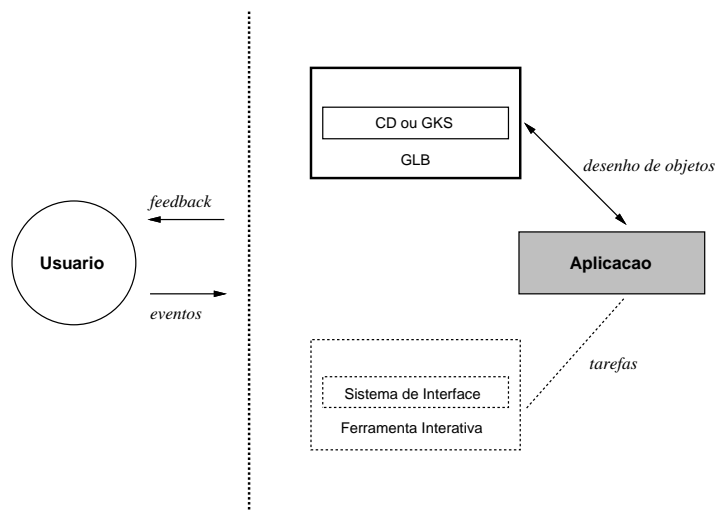 CD ou GKS
GLB
desenho de objetos
feedback
Usuario
Aplicacao
eventos
tarefas
Sistema de Interface
Ferramenta Interativa